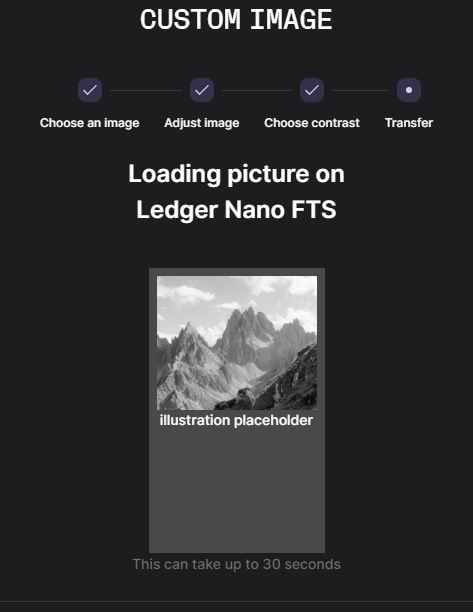 CUSTOM IMAGE
Choose an image
Adjust image
Choose contrast
Transfer
Loading picture on
Ledger Nano FTS
illustration placeholder
This can take up to 30 seconds